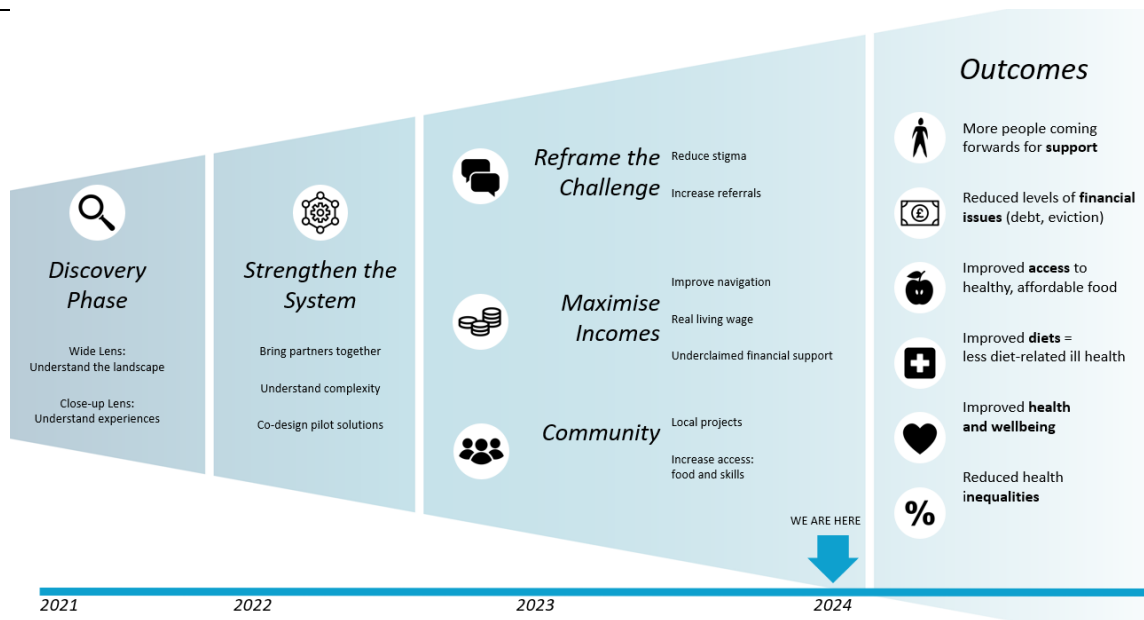 Discovery
Phase
Wide Lens:
Understand the landscape
Close-up Lens:
Understand experiences
Strengthen the
System
Bring partners together
Understand complexity
Co-design pilot solutions
Reframe the
Challenge
Reduce stigma
Increase referrals
Maximise
Incomes
Improve navigation
Real living wage
Underclaimed financial support
Community
Local projects
Increase access:
food and skills
WE ARE HERE
Outcomes
More people coming
forwards for support
£
Reduced levels of financial
issues (debt, eviction)
Improved access to
healthy, affordable food
Improved diets =
less diet-related ill health
Improved health
and wellbeing
%
Reduced health
inequalities
2021
2022
2023
2024